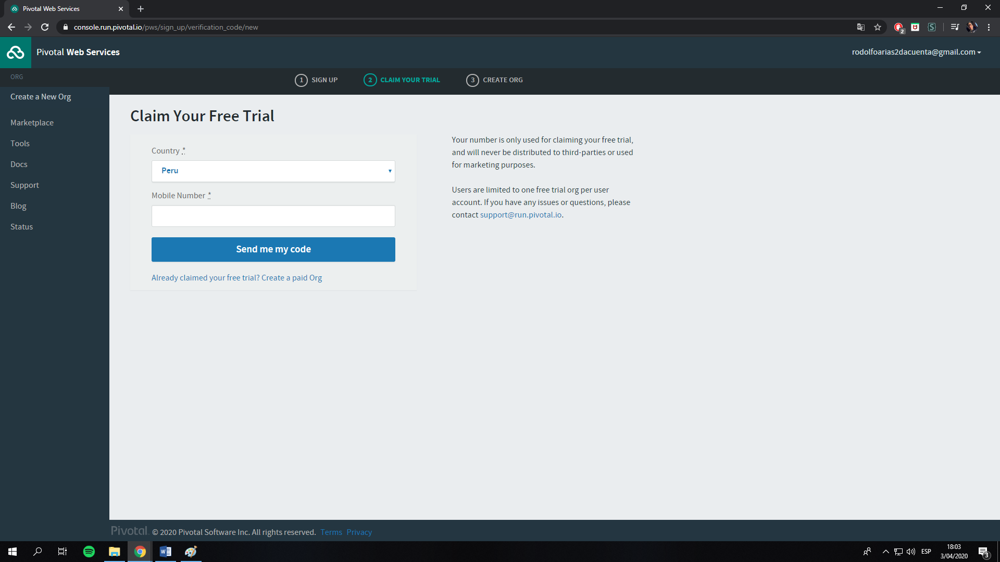 Pivotal Web Services
console.run.pivotal.io/pws/sign_up/verification_code/new
2
Pivotal Web Services
rodolfoarias2dacuenta@gmail.com
ORG
1 SIGN UP
2 CLAIM YOUR TRIAL
3 CREATE ORG
Create a New Org
Marketplace
Tools
Docs
Support
Blog
Status
Claim Your Free Trial
Country *
Peru
Mobile Number *
Send me my code
Already claimed your free trial? Create a paid Org
Your number is only used for claiming your free trial,
and will never be distributed to third-parties or used
for marketing purposes.
Users are limited to one free trial org per user
account. If you have any issues or questions, please
contact support@run.pivotal.io.
Pivotal. © 2020 Pivotal Software Inc. All rights reserved. Terms Privacy
ESP
18:03
3/04/2020
3